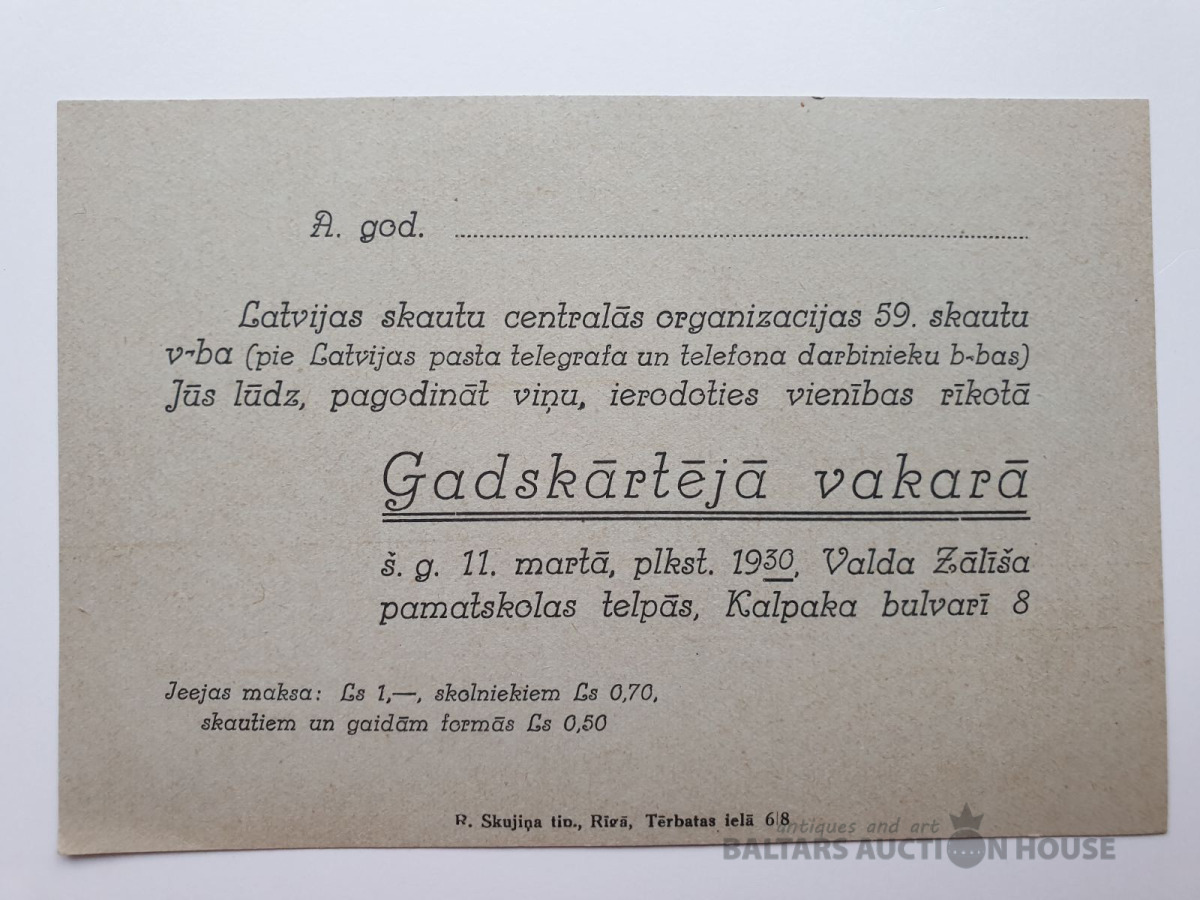 A. god.
Latvijas skautu centralās organizacijas 59. skautu
v-ba (pie Latvijas pasta telegrafa un telefona darbinieku b-bas)
Jūs lūdz, pagodināt viņu, ierodoties vienības rīkotā
Gadskārtējā vakarā
š. g. 11. martā, plkst. 1930, Valda Zālīša
pamatskolas telpās, Kalpaka bulvarī 8
Jeejas maksa: Ls 1,—, skolniekiem Ls 0,70,
skautiem un gaidām formās Ls 0,50
R. Skujiņa tip., Rīgā, Tērbatas ielā 6|8
antiques and art
BALTARS AUCTION HOUSE